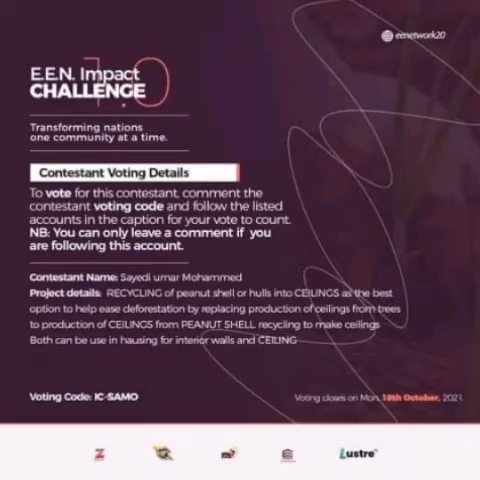 eenetwork20
E.E.N. Impact
CHALLENGE
1.0
Transforming nations
one community at a time.
Contestant Voting Details
To vote for this contestant, comment the
contestant voting code and follow the listed
accounts in the caption for your vote to count.
NB: You can only leave a comment if you
are following this account.
Contestant Name: Sayedi umar Mohammed
Project details: RECYCLING of peanut shell or hulls into CEILINGS as the best
option to help ease deforestation by replacing production of ceilings from trees
to production of CEILINGS from PEANUT SHELL recycling to make ceilings
Both can be use in hausing for interior walls and CEILING
Voting Code: IC-SAMO
Voting closes on Mon, 18th October, 2021.
Lustre